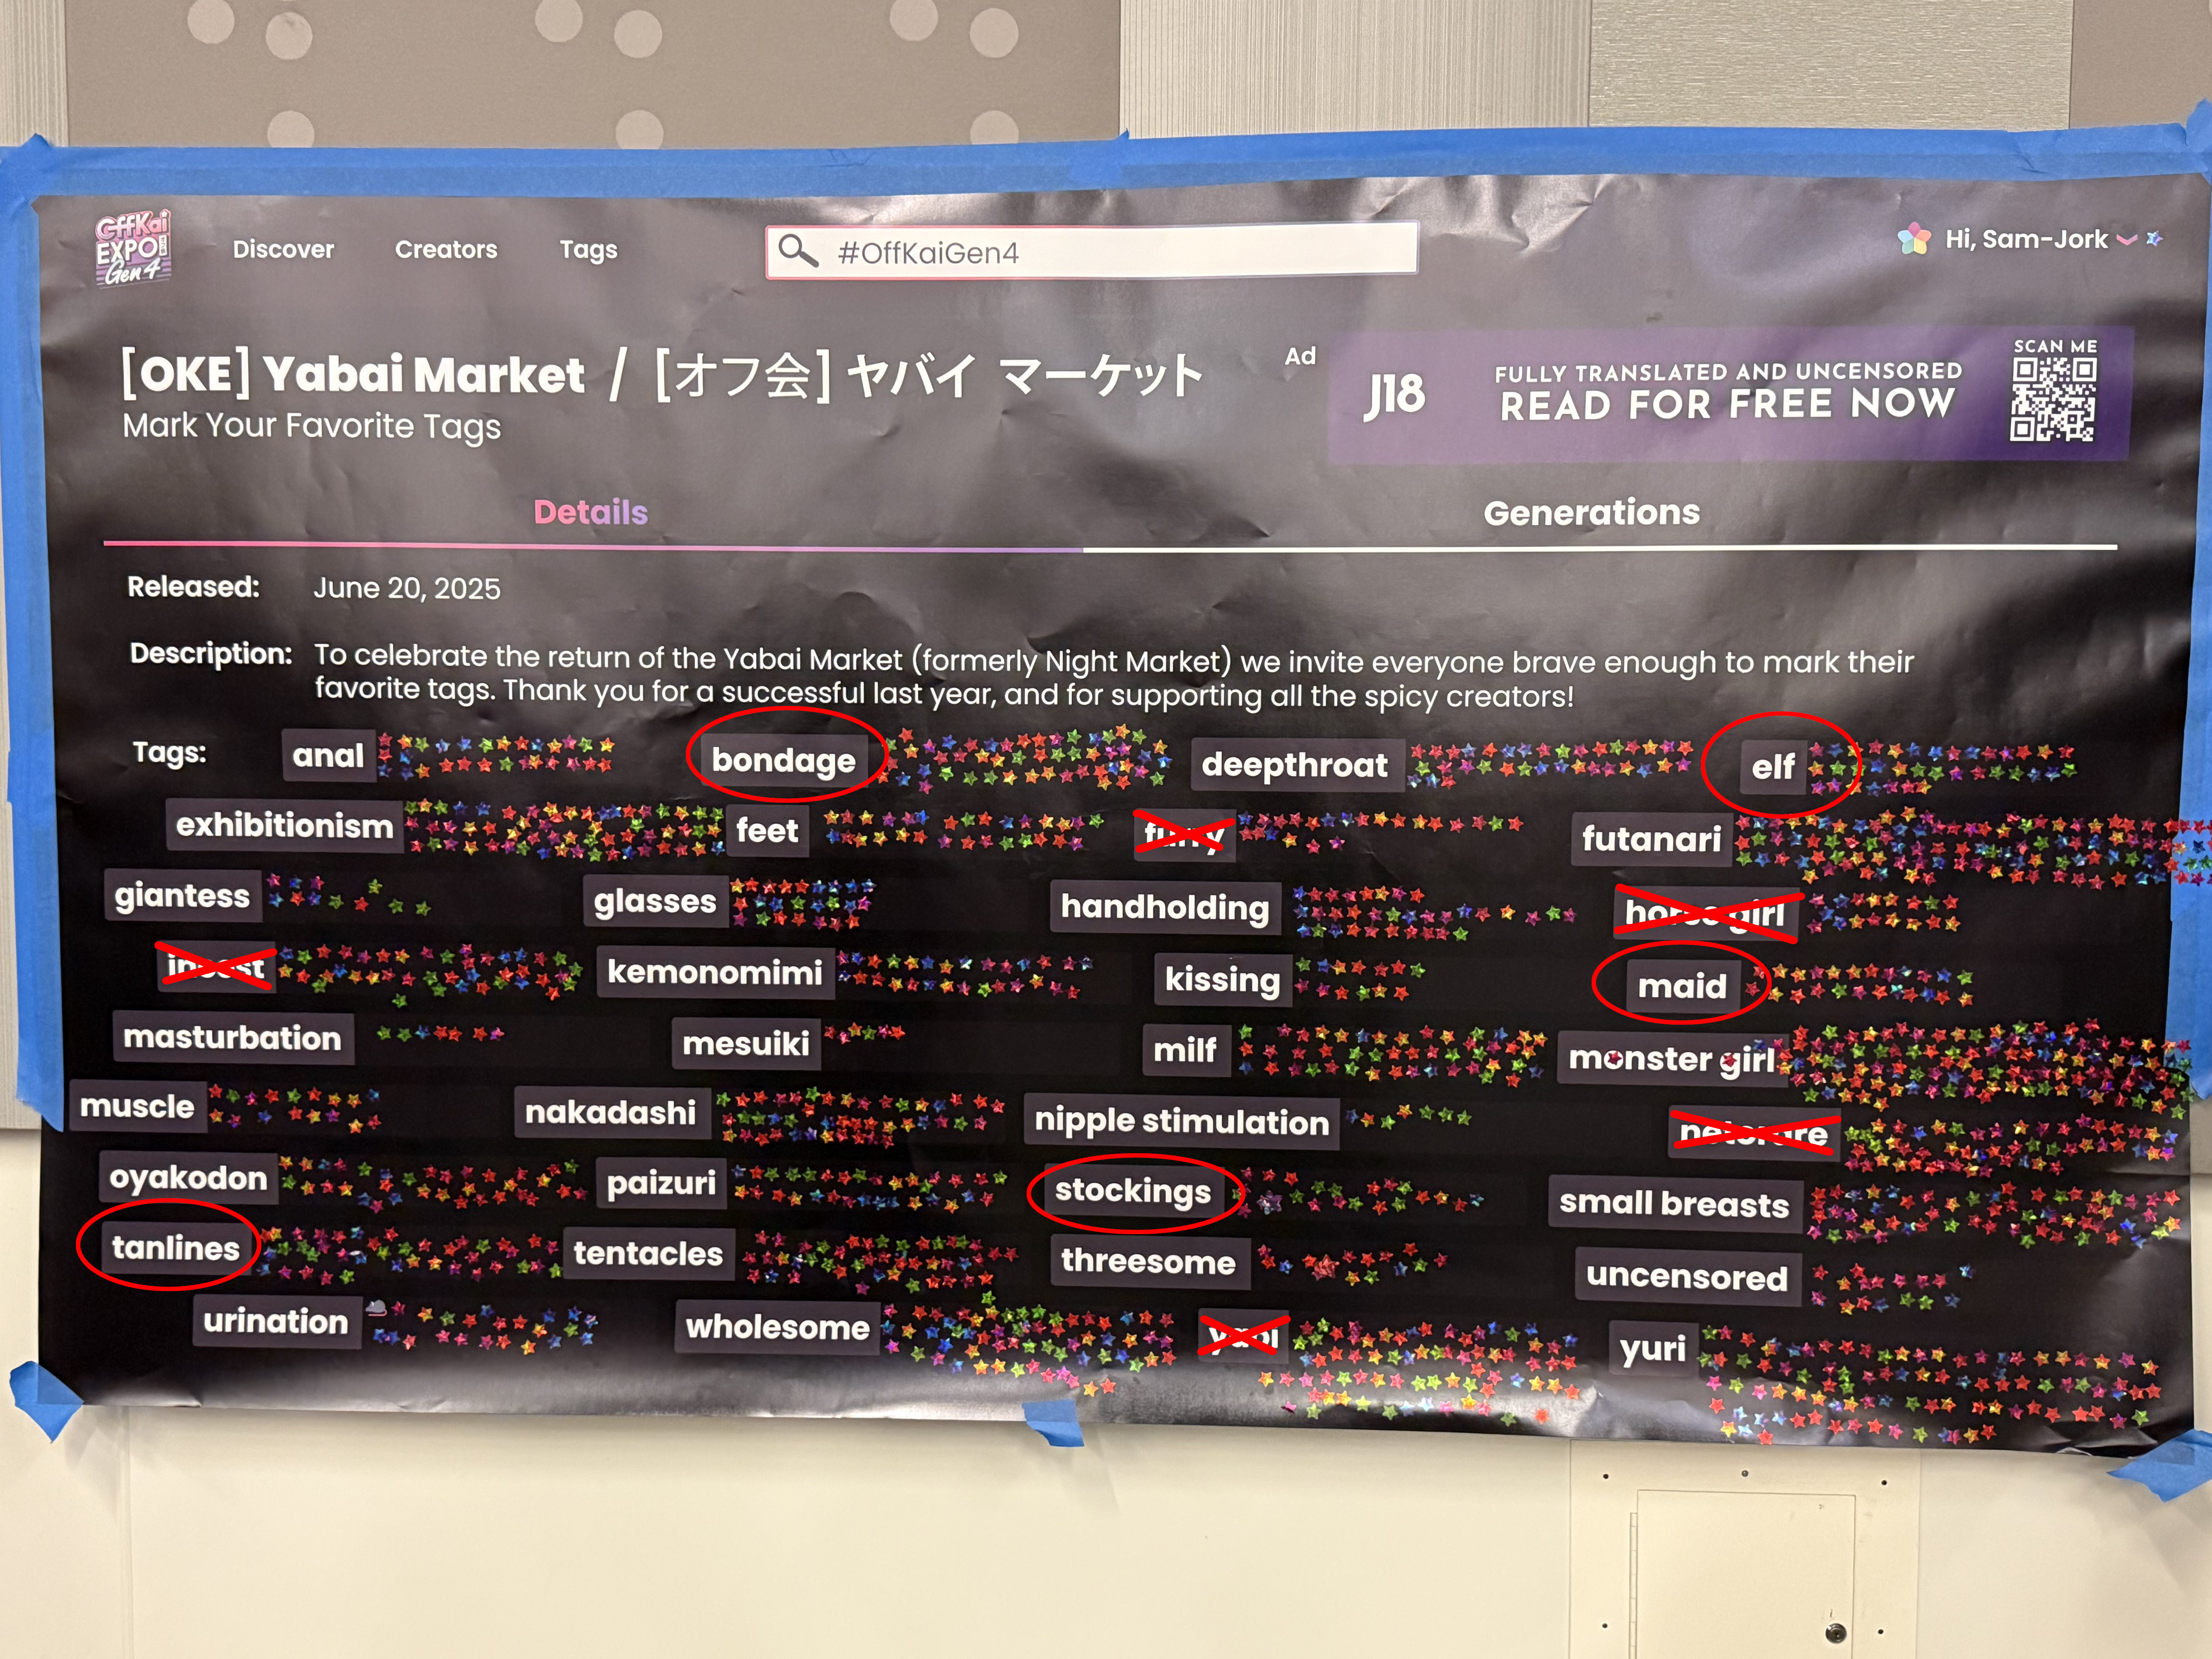 OffKai
EXPO
Gen 4
Discover Creators Tags
#OffKaiGen4
Hi, Sam-Jork
[OKE] Yabai Market / [オフ会] ヤバイ マーケット
Mark Your Favorite Tags
Ad
J18
FULLY TRANSLATED AND UNCENSORED
READ FOR FREE NOW
SCAN ME
Details Generations
Released: June 20, 2025
Description: To celebrate the return of the Yabai Market (formerly Night Market) we invite everyone brave enough to mark their
favorite tags. Thank you for a successful last year, and for supporting all the spicy creators!
Tags: anal bondage deepthroat elf
exhibitionism feet furry futanari
giantess glasses handholding horse girl
incest kemonomimi kissing maid
masturbation mesuiki milf monster girl
muscle nakadashi nipple stimulation netorare
oyakodon paizuri stockings small breasts
tanlines tentacles threesome uncensored
urination wholesome yaoi yuri